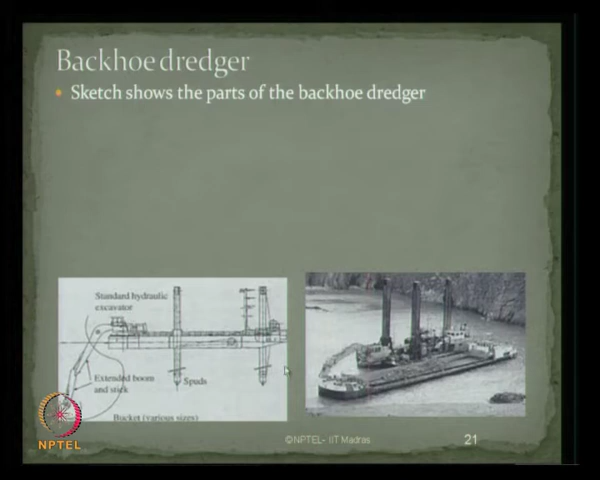 Backhoe dredger
• Sketch shows the parts of the backhoe dredger
Standard hydraulic
excavator
Extended boom
and stick
Spuds
Bucket (various sizes)
NPTEL
©NPTEL- IIT Madras
21